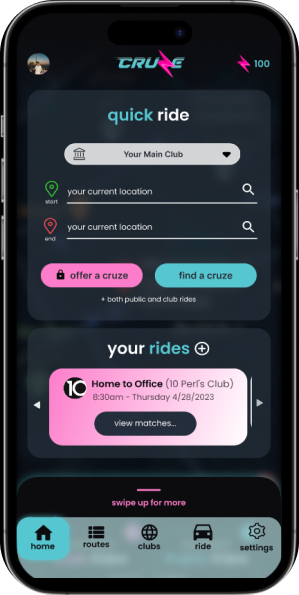 CRUZE
100
quick ride
Your Main Club
your current location
start
your current location
end
offer a cruze
find a cruze
+ both public and club rides
your rides
10 Home to Office (10 Perl's Club)
8:30am - Thursday 4/28/2023
view matches...
swipe up for more
home routes clubs ride settings